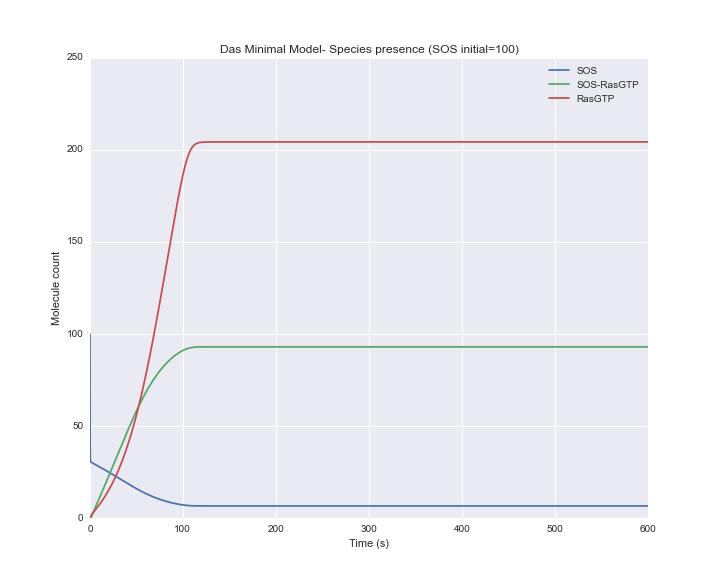 Das Minimal Model- Species presence (SOS initial=100)
SOS
SOS-RasGTP
RasGTP
250
200
150
100
50
0
Molecule count
0 100 200 300 400 500 600
Time (s)